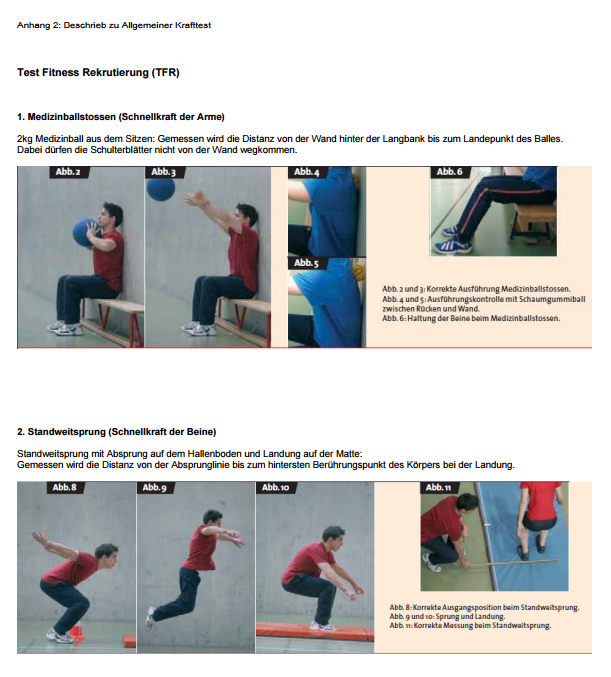 Anhang 2: Beschrieb zu Allgemeiner Krafttest
Test Fitness Rekrutierung (TFR)
1. Medizinballstossen (Schnellkraft der Arme)
2kg Medizinball aus dem Sitzen: Gemessen wird die Distanz von der Wand hinter der Langbank bis zum Landepunkt des Balles.
Dabei dürfen die Schulterblätter nicht von der Wand wegkommen.
Abb.2
Abb.3
Abb.4
Abb.6
Abb.5
Abb. 2 und 3: Korrekte Ausführung Medizinballstossen.
Abb. 4 und 5: Ausführungskontrolle mit Schaumgummiball
zwischen Rücken und Wand.
Abb. 6: Haltung der Beine beim Medizinballstossen.
2. Standweitsprung (Schnellkraft der Beine)
Standweitsprung mit Absprung auf dem Hallenboden und Landung auf der Matte:
Gemessen wird die Distanz von der Absprunglinie bis zum hintersten Berührungspunkt des Körpers bei der Landung.
Abb.8
Abb.9
Abb.10
Abb.11
Abb. 8: Korrekte Ausgangsposition beim Standweitsprung.
Abb. 9 und 10: Sprung und Landung.
Abb. 11: Korrekte Messung beim Standweitsprung.